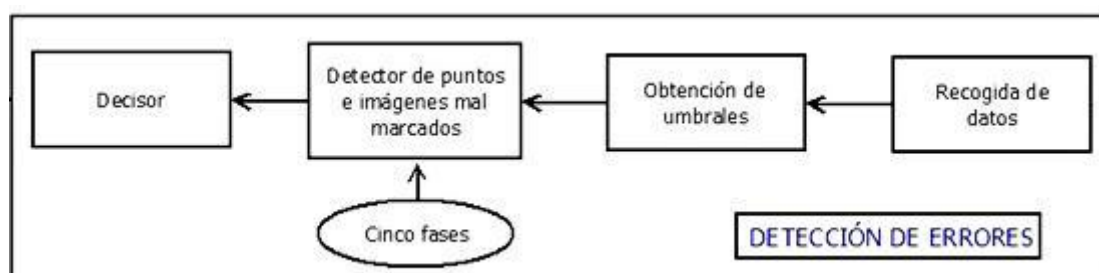 Decisor
Detector de puntos
e imágenes mal
marcados
Obtención de
umbrales
Recogida de
datos
Cinco fases
DETECCIÓN DE ERRORES